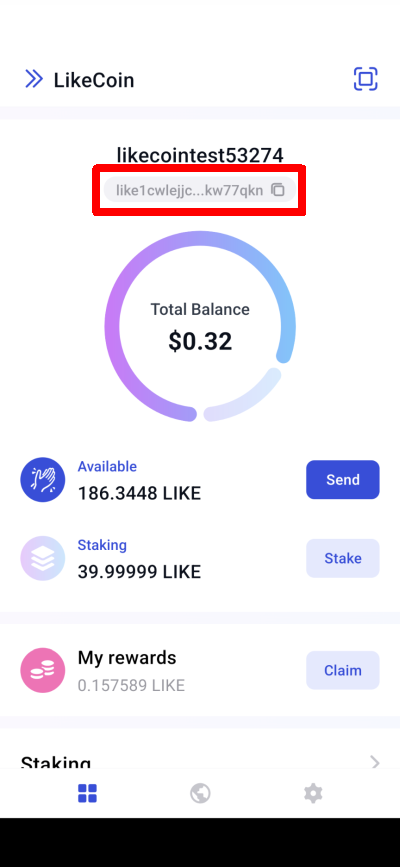 LikeCoin
likecointest53274
like1cwlejjc...kw77qkn
Total Balance
$0.32
Available
186.3448 LIKE
Send
Staking
39.99999 LIKE
Stake
My rewards
0.157589 LIKE
Claim
Staking